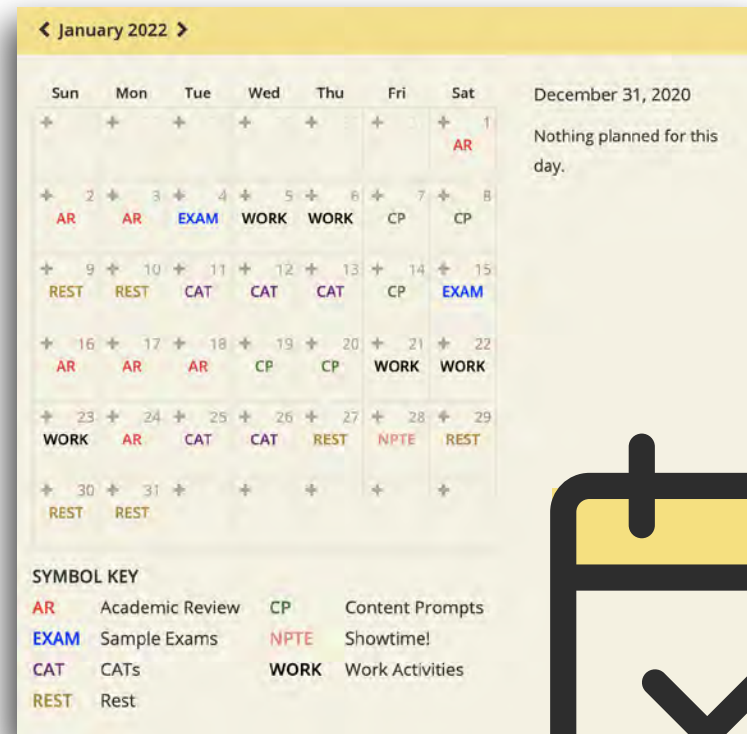 January 2022
Sun Mon Tue Wed Thu Fri Sat
1
AR
2 3 4 5 6 7 8
AR AR EXAM WORK WORK CP CP
9 10 11 12 13 14 15
REST REST CAT CAT CAT CP EXAM
16 17 18 19 20 21 22
AR AR AR CP CP WORK WORK
23 24 25 26 27 28 29
WORK AR CAT CAT REST NPTE REST
30 31
REST REST
December 31, 2020
Nothing planned for this
day.
SYMBOL KEY
AR Academic Review CP Content Prompts
EXAM Sample Exams NPTE Showtime!
CAT CATs WORK Work Activities
REST Rest